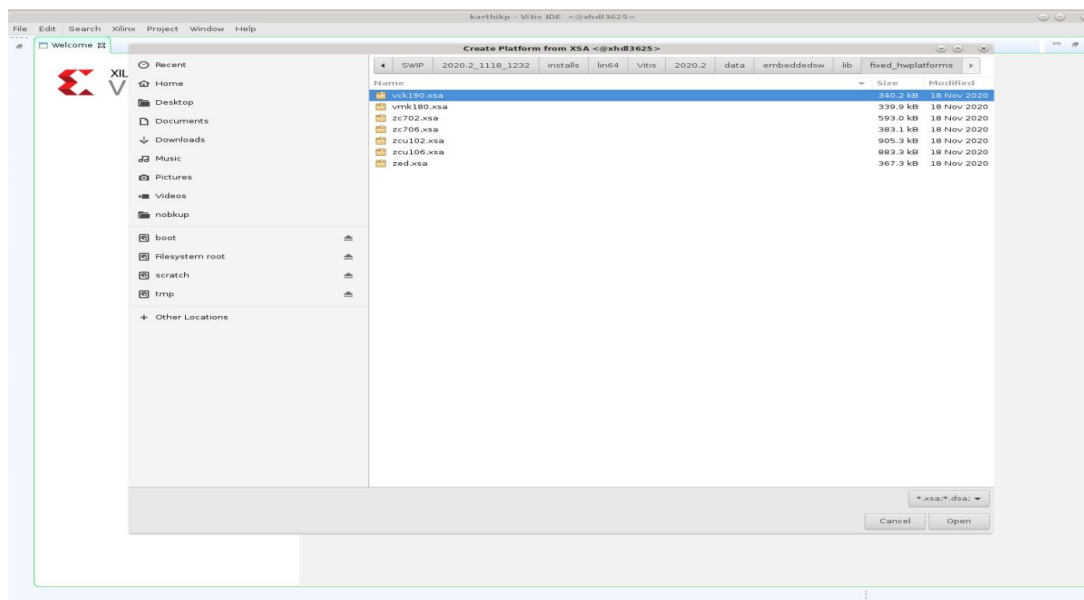 karthikp - Vitis IDE <@xhdl3625>
File Edit Search Xilinx Project Window Help
Welcome
Create Platform from XSA <@xhdl3625>
XIL
V
Recent
Home
Desktop
Documents
Downloads
Music
Pictures
Videos
nobkup
boot
Filesystem root
scratch
tmp
+ Other Locations
SWIP 2020.2_1118_1232 installs lin64 Vitis 2020.2 data embeddedsw lib fixed_hwplatforms
Name Size Modified
vck190.xsa 340.2 kB 18 Nov 2020
vmk180.xsa 339.9 kB 18 Nov 2020
zc702.xsa 593.0 kB 18 Nov 2020
zc706.xsa 383.1 kB 18 Nov 2020
zcu102.xsa 905.3 kB 18 Nov 2020
zcu106.xsa 883.3 kB 18 Nov 2020
zed.xsa 367.3 kB 18 Nov 2020
*.xsa;*.dsa;
Cancel Open